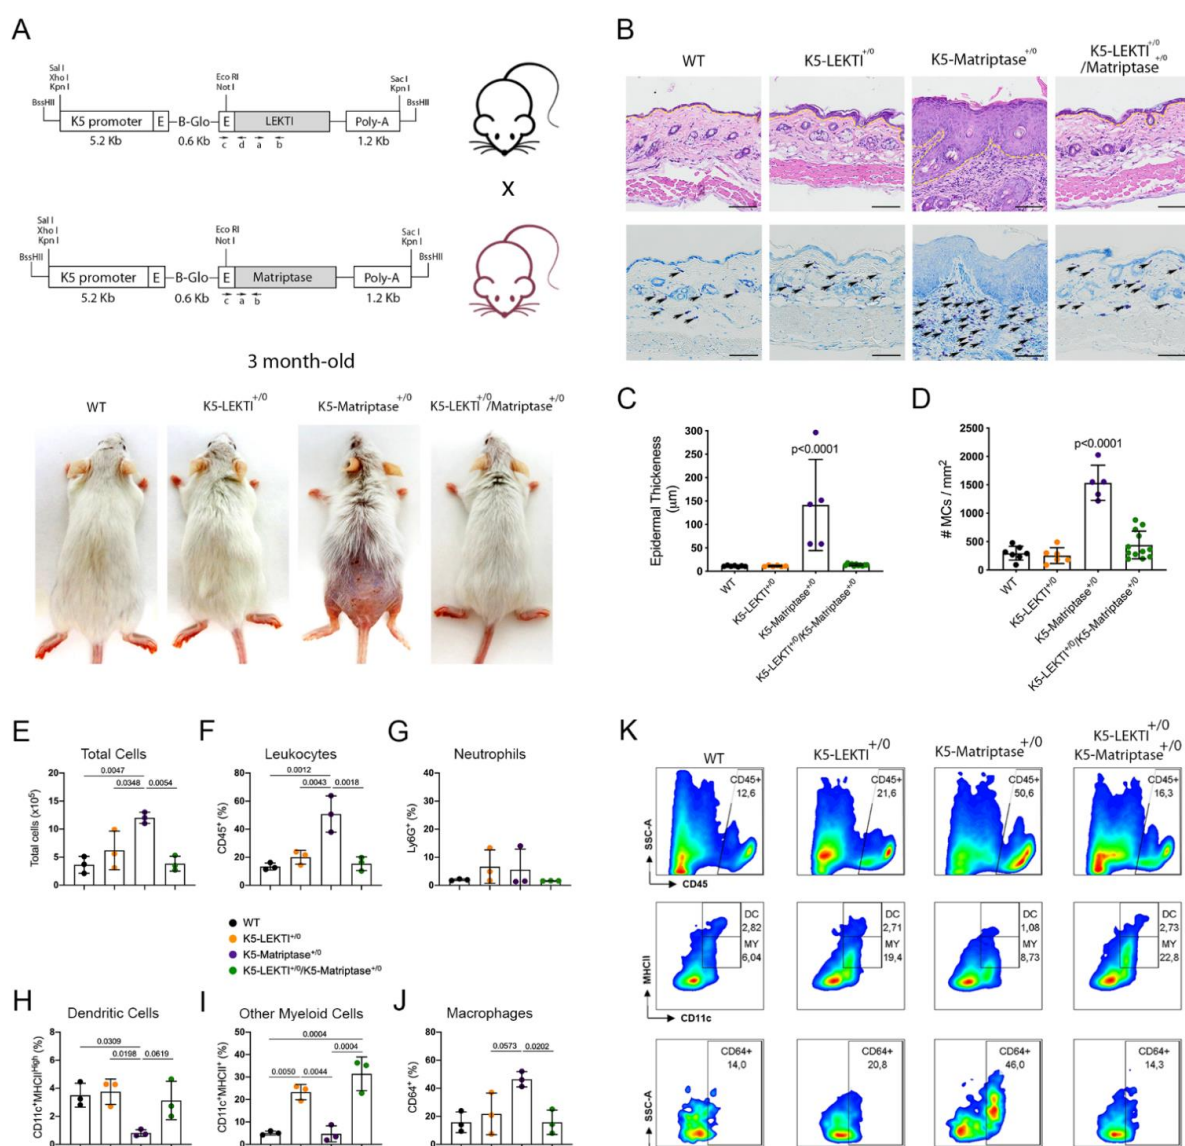 A
Sal I
Xho I
Kpn I
BssHII
Eco RI
Not I
Sac I
Kpn I
BssHII
K5 promoter E B-Glo E LEKTI Poly-A
5.2 Kb 0.6 Kb 1.2 Kb
c d a b
X
Sal I
Xho I
Kpn I
BssHII
Eco RI
Not I
Sac I
Kpn I
BssHII
K5 promoter E B-Glo E Matriptase Poly-A
5.2 Kb 0.6 Kb 1.2 Kb
c a b
3 month-old
WT K5-LEKTI+/0 K5-Matriptase+/0 K5-LEKTI+/0/Matriptase+/0
B
WT K5-LEKTI+/0 K5-Matriptase+/0 K5-LEKTI+/0
/Matriptase+/0
C
Epidermal Thickeness
(µm)
300
250
200
150
100
50
0
p<0.0001
WT
K5-LEKTI+/0
K5-Matriptase+/0
K5-LEKTI+/0/K5-Matriptase+/0
D
# MCs / mm2
2500
2000
1500
1000
500
0
p<0.0001
WT
K5-LEKTI+/0
K5-Matriptase+/0
K5-LEKTI+/0/K5-Matriptase+/0
E
Total Cells
0.0047
0.0348 0.0054
Total cells (x10⁵)
20
15
10
5
0
F
Leukocytes
0.0012
0.0043 0.0018
CD45+ (%)
80
60
40
20
0
G
Neutrophils
Ly6G+ (%)
40
30
20
10
0
WT
K5-LEKTI+/0
K5-Matriptase+/0
K5-LEKTI+/0/K5-Matriptase+/0
H
Dendritic Cells
0.0309
0.0198 0.0619
CD11c+MHCIIHigh (%)
8
6
4
2
0
I
Other Myeloid Cells
0.0004
0.0004
0.0050 0.0044
CD11c+MHCII+ (%)
50
40
30
20
10
0
J
Macrophages
0.0573 0.0202
CD64+ (%)
80
60
40
20
0
K
WT K5-LEKTI+/0 K5-Matriptase+/0 K5-LEKTI+/0
K5-Matriptase+/0
SSC-A
CD45
CD45+
12,6
CD45+
21,6
CD45+
50,6
CD45+
16,3
MHCII
CD11c
DC
2,82
MY
6,04
DC
2,71
MY
19,4
DC
1,08
MY
8,73
DC
2,73
MY
22,8
SSC-A
CD64+
14,0
CD64+
20,8
CD64+
46,0
CD64+
14,3